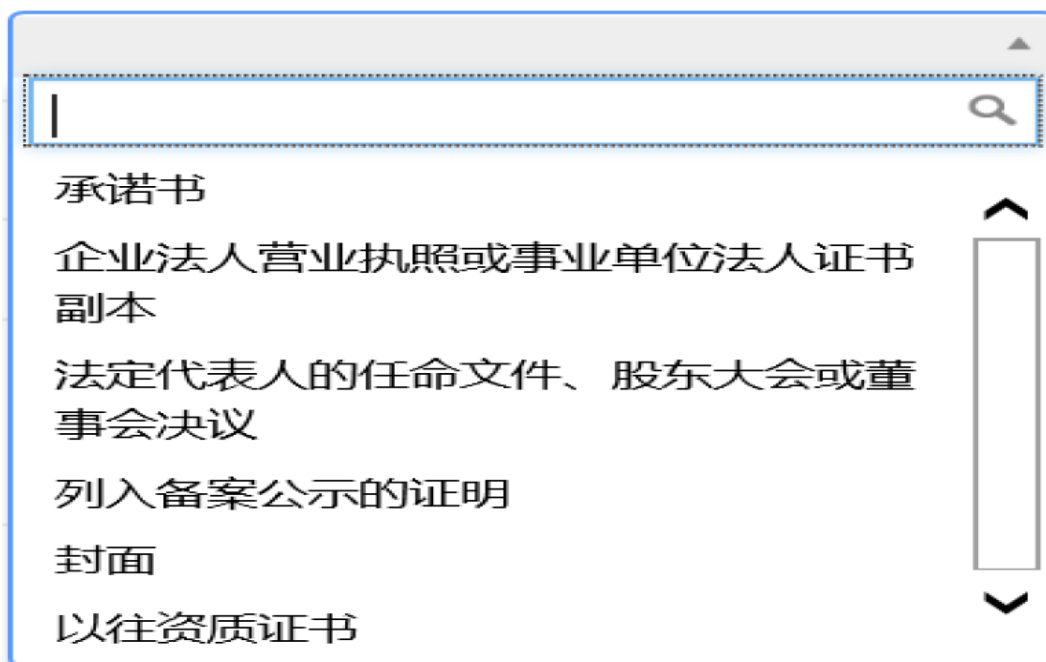 承诺书
企业法人营业执照或事业单位法人证书
副本
法定代表人的任命文件、股东大会或董
事会决议
列入备案公示的证明
封面
以往资质证书